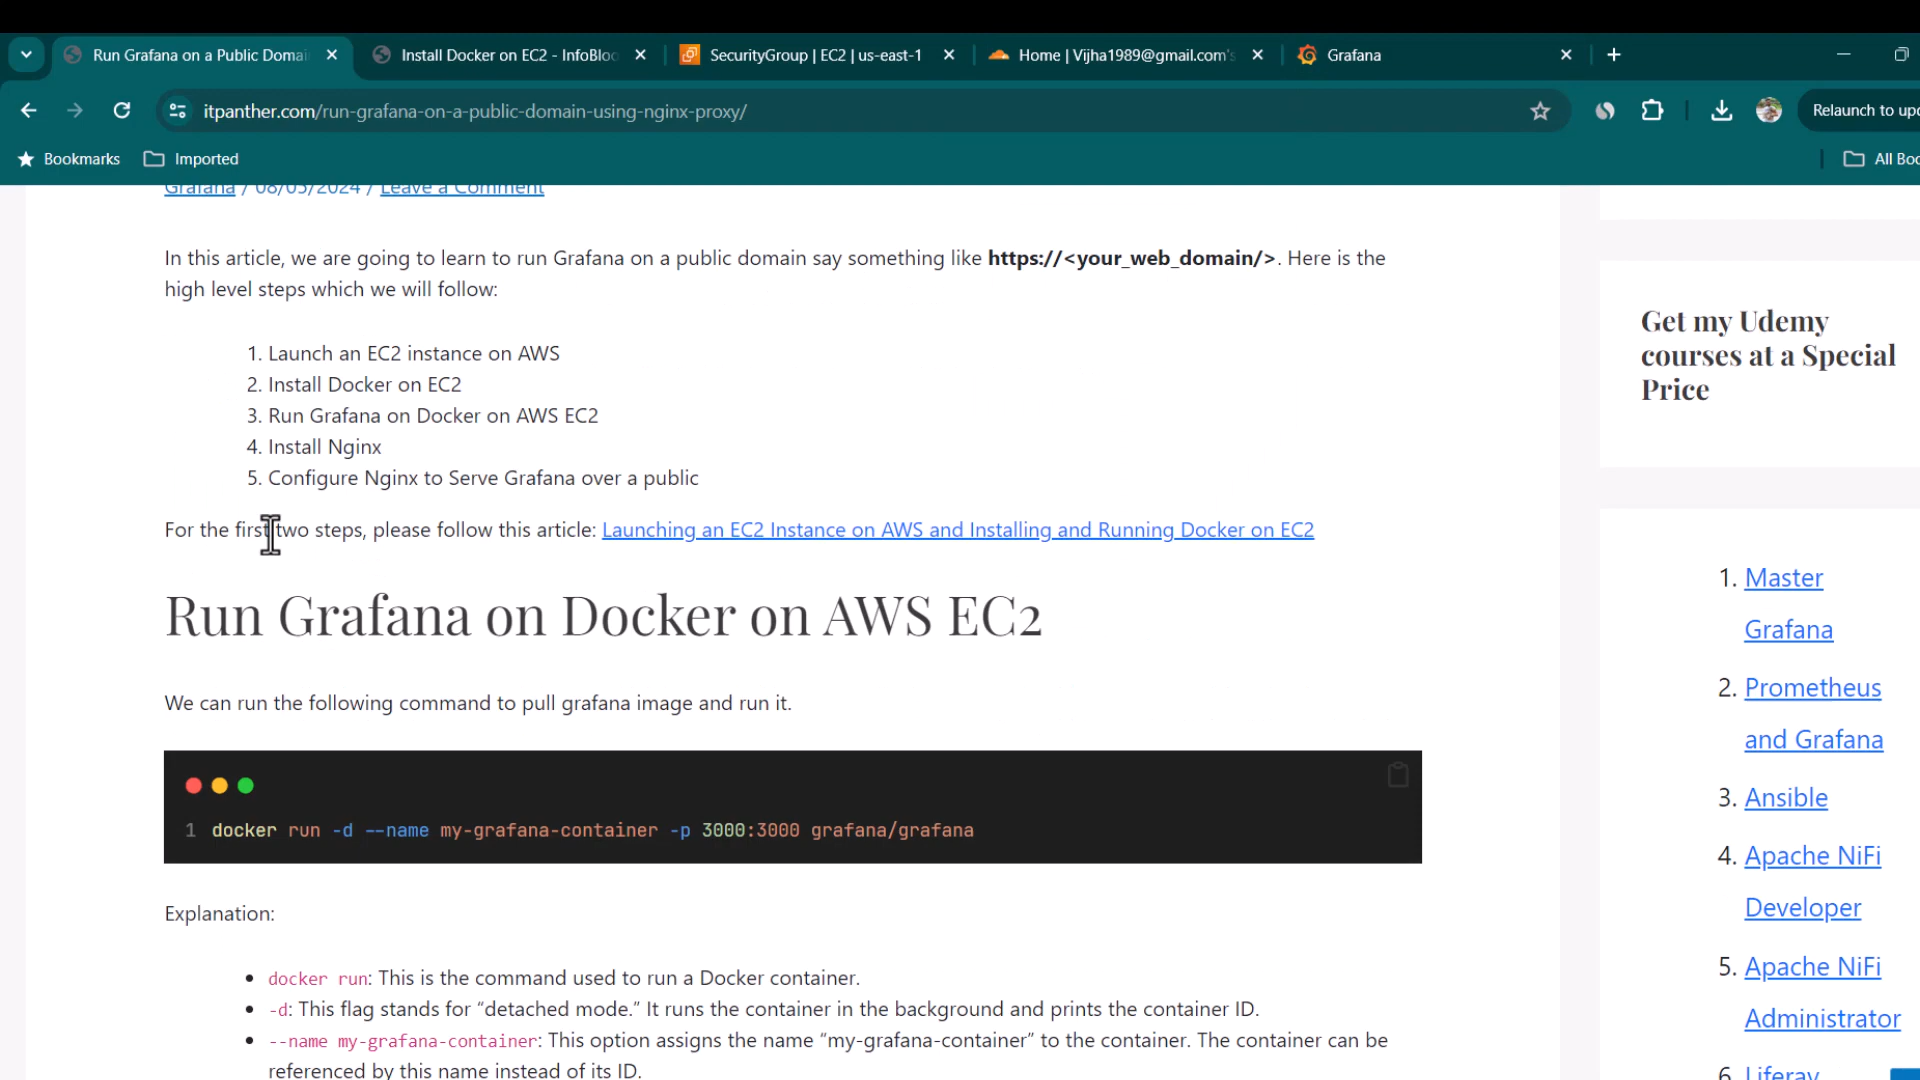 Run Grafana on a Public Domai
Install Docker on EC2 - InfoBloo
SecurityGroup | EC2 | us-east-1
Home | Vijha1989@gmail.com's
Grafana
itpanther.com/run-grafana-on-a-public-domain-using-nginx-proxy/
Relaunch to upd
Bookmarks
Imported
All Boo
Grafana / 08/05/2024 / Leave a Comment
In this article, we are going to learn to run Grafana on a public domain say something like https://<your_web_domain/>. Here is the
high level steps which we will follow:
1. Launch an EC2 instance on AWS
2. Install Docker on EC2
3. Run Grafana on Docker on AWS EC2
4. Install Nginx
5. Configure Nginx to Serve Grafana over a public
For the first two steps, please follow this article: Launching an EC2 Instance on AWS and Installing and Running Docker on EC2
Run Grafana on Docker on AWS EC2
We can run the following command to pull grafana image and run it.
1 docker run -d --name my-grafana-container -p 3000:3000 grafana/grafana
Explanation:
docker run: This is the command used to run a Docker container.
-d: This flag stands for “detached mode.” It runs the container in the background and prints the container ID.
--name my-grafana-container: This option assigns the name “my-grafana-container” to the container. The container can be
referenced by this name instead of its ID.
Get my Udemy
courses at a Special
Price
1. Master
Grafana
2. Prometheus
and Grafana
3. Ansible
4. Apache NiFi
Developer
5. Apache NiFi
Administrator
6. Liferay